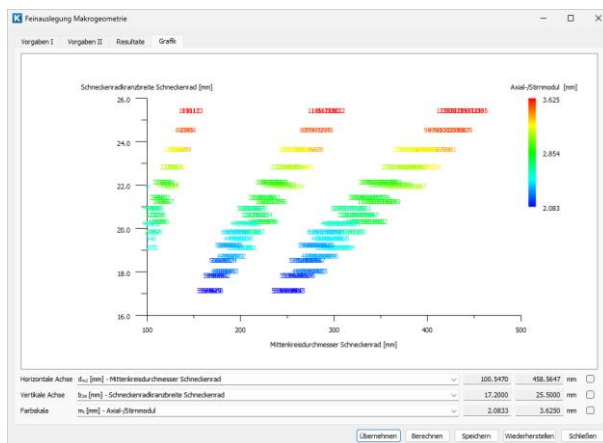 Feinauslegung Makrogeometrie
Vorgaben I Vorgaben II Resultate Grafik
Schneckenradkranzbreite Schneckenrad [mm] Axial-/Stirnmodul [mm]
26.0 3.625
24.0
2.854
22.0
20.0 2.083
18.0
16.0
100 200 300 400 500
Mittenkreisdurchmesser Schneckenrad [mm]
Horizontale Achse dm2 [mm] - Mittenkreisdurchmesser Schneckenrad 100.5470 458.5647 mm
Vertikale Achse [mm] - Schneckenradkranzbreite Schneckenrad 17.2000 25.5000 mm
Farbskala [mm] - Axial-/Stirnmodul 2.0833 3.6250 mm
Übernehmen Berechnen Speichern Wiederherstellen Schließen